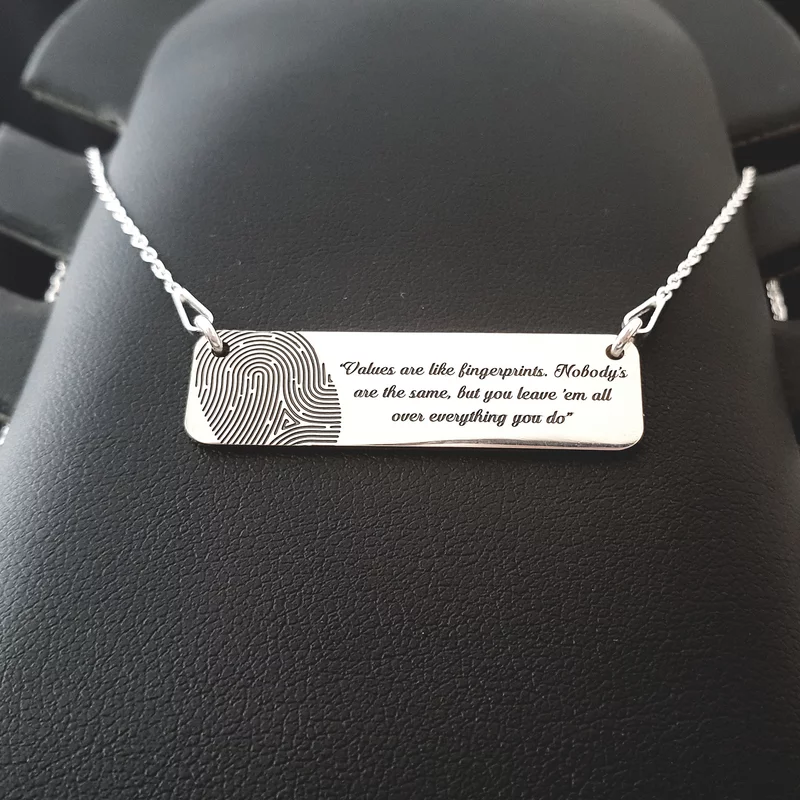 “Values are like fingerprints. Nobody's
are the same, but you leave 'em all
over everything you do”